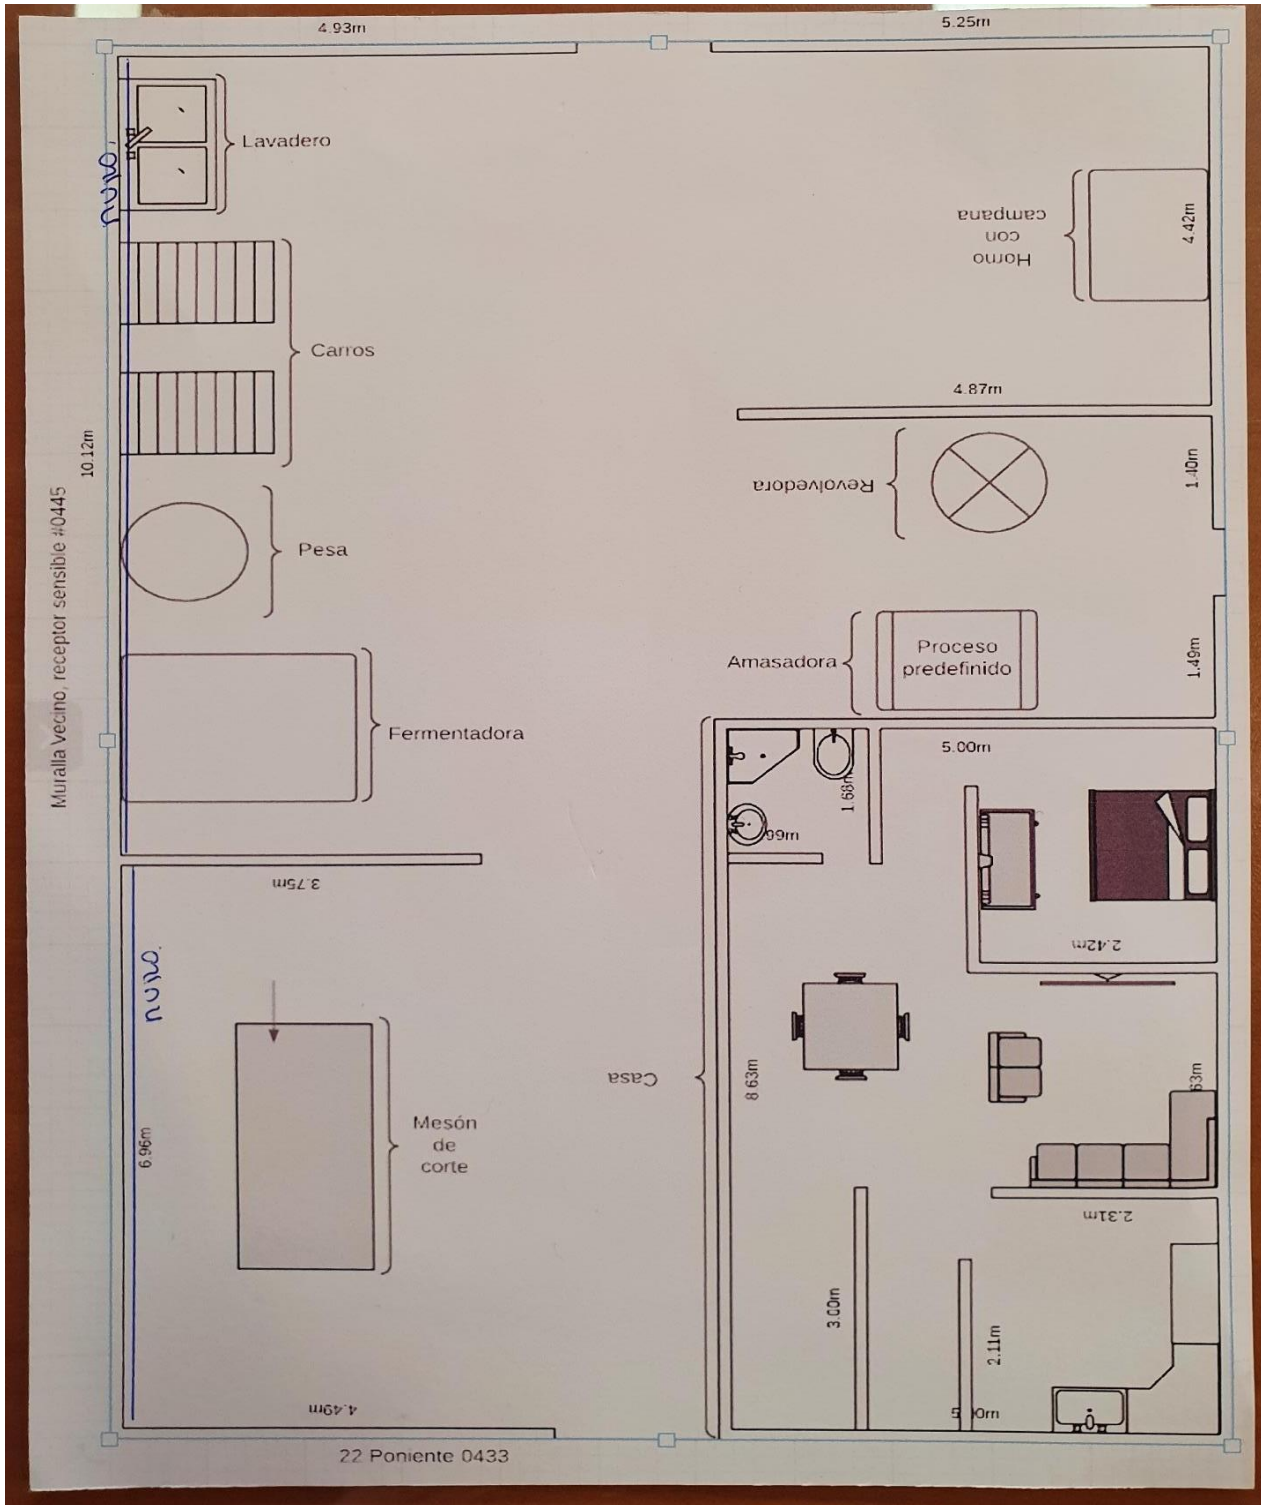 4.93m
5.25m
Lavadero
muro.
Horno
con
campana
4.42m
Carros
4.87m
10.12m
Revolvedora
1.40m
Muralla Vecino, receptor sensible #0445
Pesa
Amasadora
Proceso
predefinido
1.49m
Fermentadora
5.00m
1.68m
99m
3.75m
2.42m
muro.
Casa
8.63m
63m
Mesón
de
corte
6.96m
2.31m
3.00m
2.11m
4.49m
22 Poniente 0433